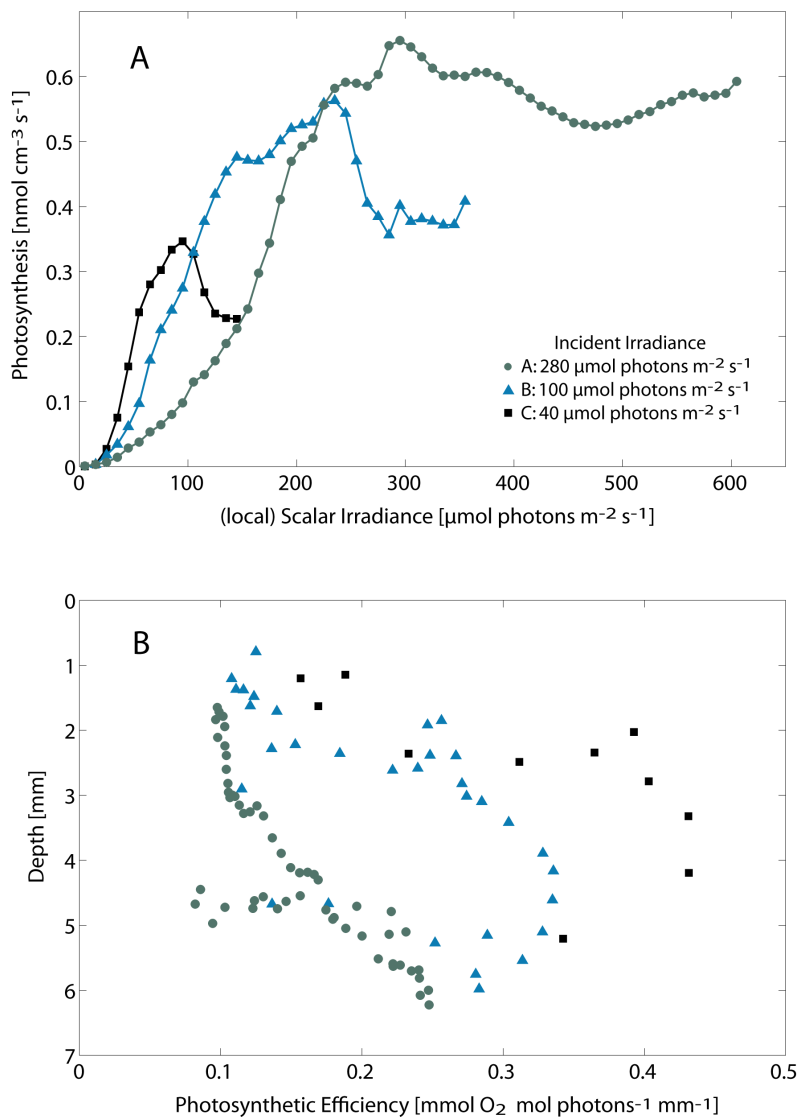 A
Photosynthesis [nmol cm⁻³ s⁻¹]
0.6
0.5
0.4
0.3
0.2
0.1
0
Incident Irradiance
A: 280 μmol photons m⁻² s⁻¹
B: 100 μmol photons m⁻² s⁻¹
C: 40 μmol photons m⁻² s⁻¹
0 100 200 300 400 500 600
(local) Scalar Irradiance [μmol photons m⁻² s⁻¹]
B
Depth [mm]
0
1
2
3
4
5
6
7
0 0.1 0.2 0.3 0.4 0.5
Photosynthetic Efficiency [mmol O₂ mol photons⁻¹ mm⁻¹]